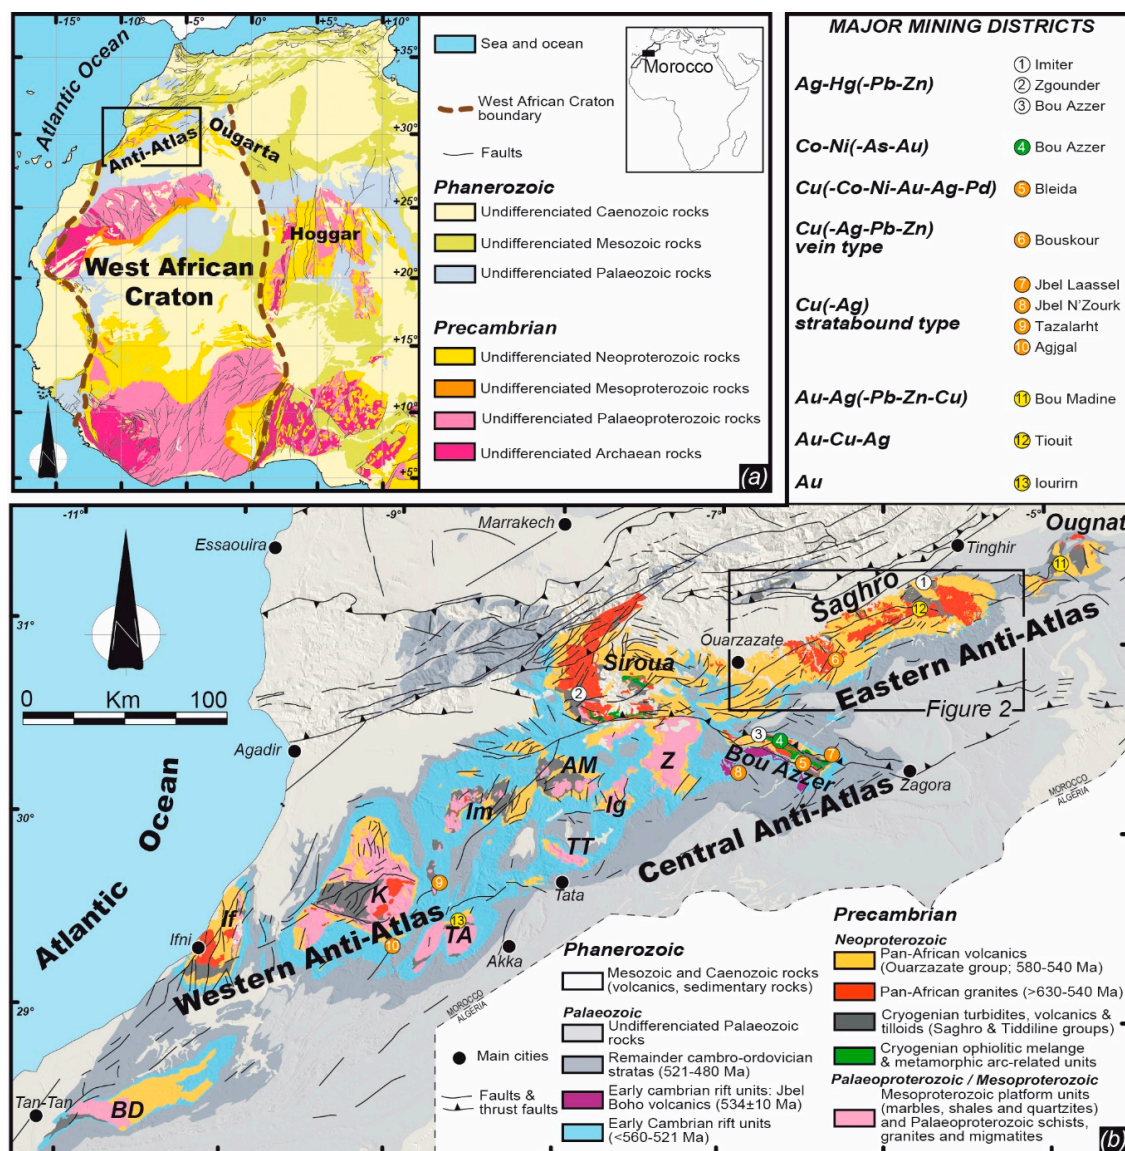 -15°
-10°
-5°
0°
+5°
+10°
+35°
+30°
+25°
+20°
+15°
+10°
+5°
Atlantic Ocean
Anti-Atlas
Ougarta
Hoggar
West African
Craton
(a)
Sea and ocean
West African Craton
boundary
Faults
Phanerozoic
Undifferenciated Caenozoic rocks
Undifferenciated Mesozoic rocks
Undifferenciated Palaeozoic rocks
Precambrian
Undifferenciated Neoproterozoic rocks
Undifferenciated Mesoproterozoic rocks
Undifferenciated Palaeoproterozoic rocks
Undifferenciated Archaean rocks
Morocco
MAJOR MINING DISTRICTS
Ag-Hg(-Pb-Zn)
1 Imiter
2 Zgounder
3 Bou Azzer
Co-Ni(-As-Au)
4 Bou Azzer
Cu(-Co-Ni-Au-Ag-Pd)
5 Bleida
Cu(-Ag-Pb-Zn)
vein type
6 Bouskour
Cu(-Ag)
stratabound type
7 Jbel Laassel
8 Jbel N'Zourk
9 Tazalarht
10 Agjgal
Au-Ag(-Pb-Zn-Cu)
11 Bou Madine
Au-Cu-Ag
12 Tiouit
Au
13 Iourirn
-11°
-9°
-7°
-5°
31°
30°
29°
0 Km 100
Essaouira
Marrakech
Tinghir
Ougnat
11
1
Saghro
12
Ouarzazate
6
Eastern Anti-Atlas
Figure 2
Siroua
2
Agadir
3
4
5
7
8
Bou Azzer
Zagora
MOROCCO
ALGERIA
Z
AM
Im
Ig
TT
Central Anti-Atlas
Tata
K
9
13
TA
10
Western Anti-Atlas
Akka
If
Ifni
Atlantic
Ocean
MOROCCO
ALGERIA
BD
Tan-Tan
Main cities
Faults &
thrust faults
Phanerozoic
Mesozoic and Caenozoic rocks
(volcanics, sedimentary rocks)
Palaeozoic
Undifferenciated Palaeozoic
rocks
Remainder cambro-ordovician
stratas (521-480 Ma)
Early cambrian rift units: Jbel
Boho volcanics (534±10 Ma)
Early Cambrian rift units
(<560-521 Ma)
Precambrian
Neoproterozoic
Pan-African volcanics
(Ouarzazate group; 580-540 Ma)
Pan-African granites (>630-540 Ma)
Cryogenian turbidites, volcanics &
tilloids (Saghro & Tiddiline groups)
Cryogenian ophiolitic melange
& metamorphic arc-related units
Palaeoproterozoic / Mesoproterozoic
Mesoproterozoic platform units
(marbles, shales and quartzites)
and Palaeoproterozoic schists,
granites and migmatites
(b)